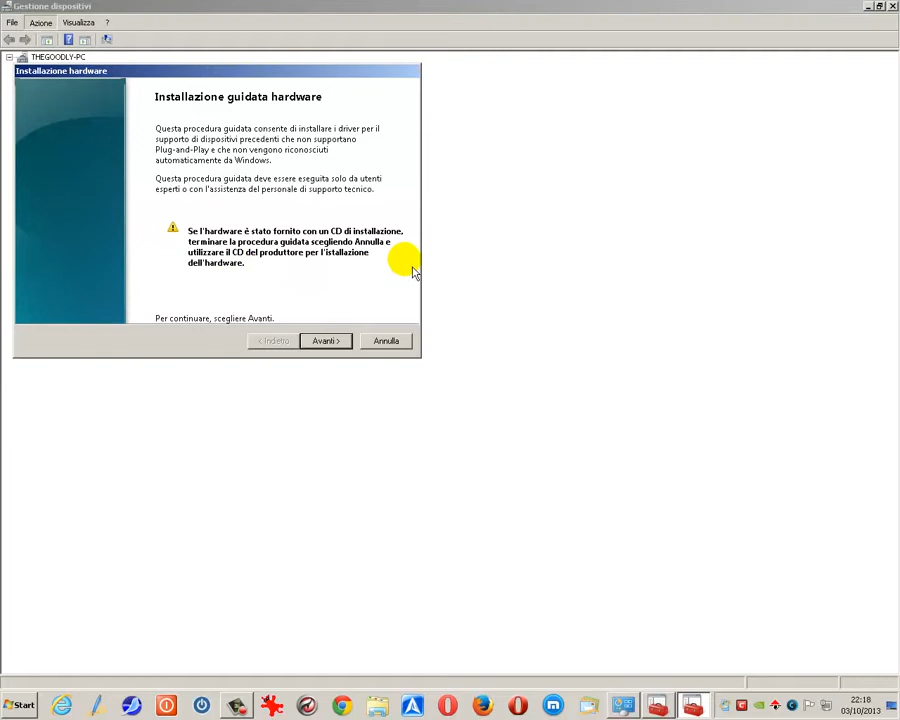 Gestione dispositivi
File Azione Visualizza ?
THEGOODLY-PC
Installazione hardware
Installazione guidata hardware
Questa procedura guidata consente di installare i driver per il
supporto di dispositivi precedenti che non supportano
Plug-and-Play e che non vengono riconosciuti
automaticamente da Windows.
Questa procedura guidata deve essere eseguita solo da utenti
esperti o con l'assistenza del personale di supporto tecnico.
Se l'hardware è stato fornito con un CD di installazione,
terminare la procedura guidata scegliendo Annulla e
utilizzare il CD del produttore per l'istallazione
dell'hardware.
Per continuare, scegliere Avanti.
< Indietro Avanti > Annulla
Start
22:18
03/10/2013